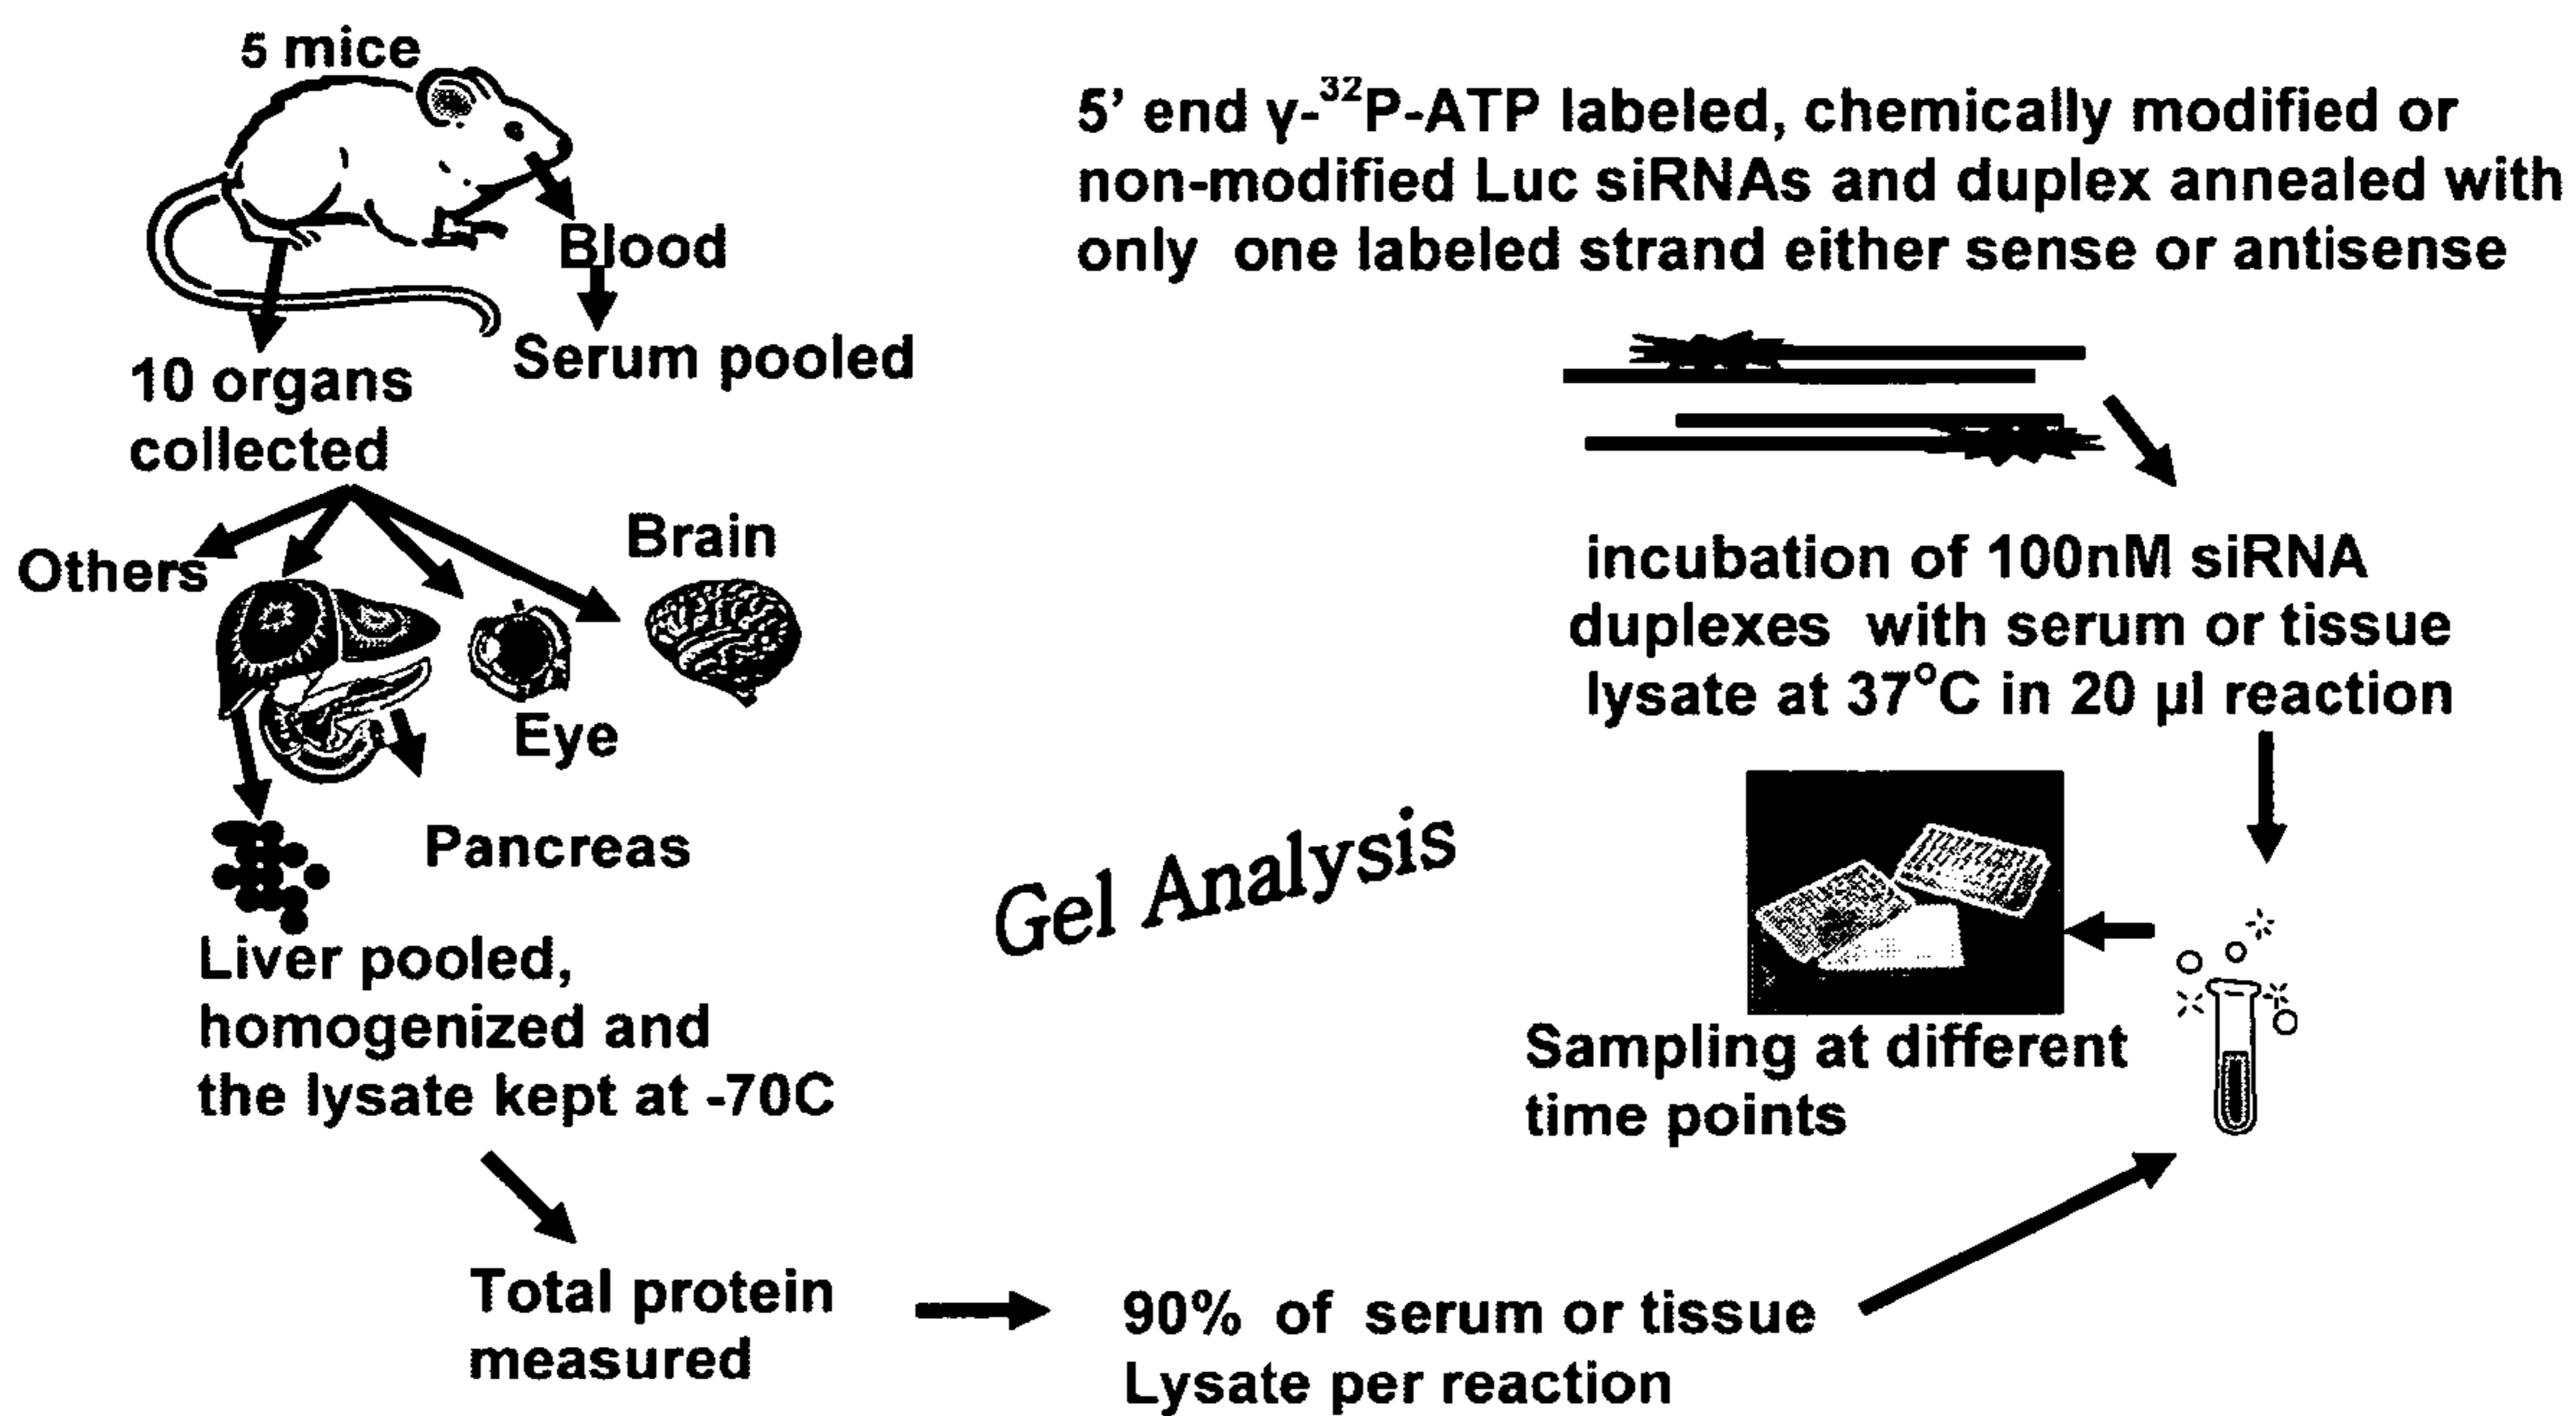 5 mice
Blood
Serum pooled
10 organs
collected
Others
Brain
Eye
Pancreas
Liver pooled,
homogenized and
the lysate kept at -70C
Total protein
measured
90% of serum or tissue
Lysate per reaction
5' end γ-³²P-ATP labeled, chemically modified or
non-modified Luc siRNAs and duplex annealed with
only one labeled strand either sense or antisense
incubation of 100nM siRNA
duplexes with serum or tissue
lysate at 37°C in 20 µl reaction
Sampling at different
time points
Gel Analysis